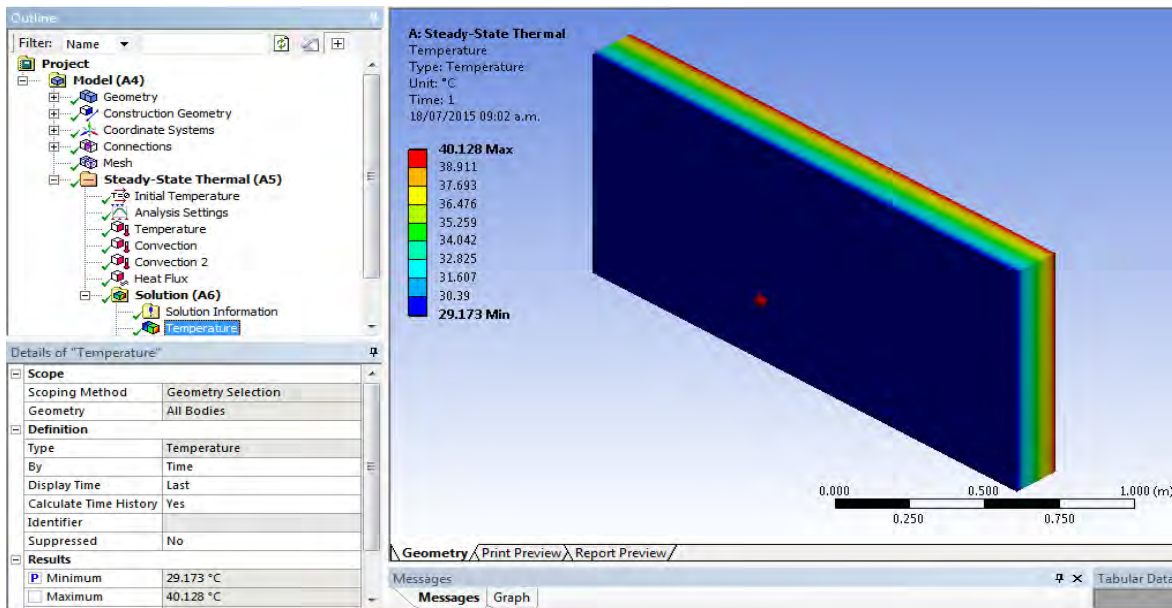 Outline
Filter: Name
Project
Model (A4)
Geometry
Construction Geometry
Coordinate Systems
Connections
Mesh
Steady-State Thermal (A5)
Initial Temperature
Analysis Settings
Temperature
Convection
Convection 2
Heat Flux
Solution (A6)
Solution Information
Temperature
Details of "Temperature"
Scope
Scoping Method Geometry Selection
Geometry All Bodies
Definition
Type Temperature
By Time
Display Time Last
Calculate Time History Yes
Identifier
Suppressed No
Results
P Minimum 29.173 °C
Maximum 40.128 °C
A: Steady-State Thermal
Temperature
Type: Temperature
Unit: °C
Time: 1
18/07/2015 09:02 a.m.
40.128 Max
38.911
37.693
36.476
35.259
34.042
32.825
31.607
30.39
29.173 Min
0.000 0.500 1.000 (m)
0.250 0.750
Geometry Print Preview Report Preview
Messages
Messages Graph
Tabular Data